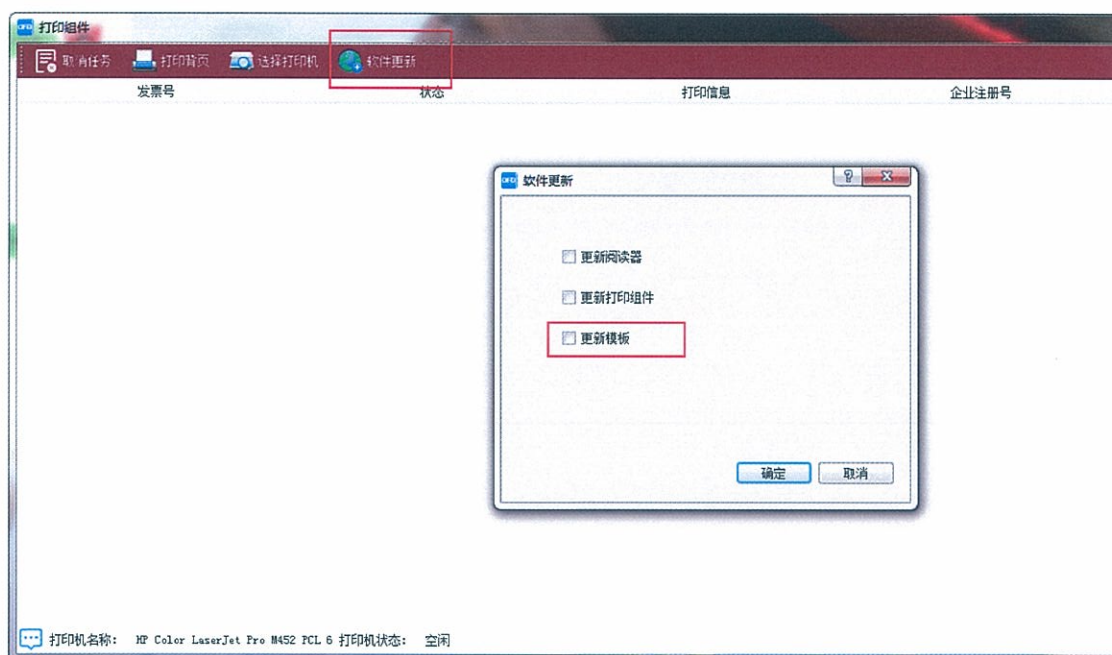 打印组件
取消任务 打印背页 选择打印机 软件更新
发票号 状态 打印信息 企业注册号
软件更新
更新阅读器
更新打印组件
更新模板
确定 取消
打印机名称: HP Color LaserJet Pro M452 PCL 6 打印机状态: 空闲